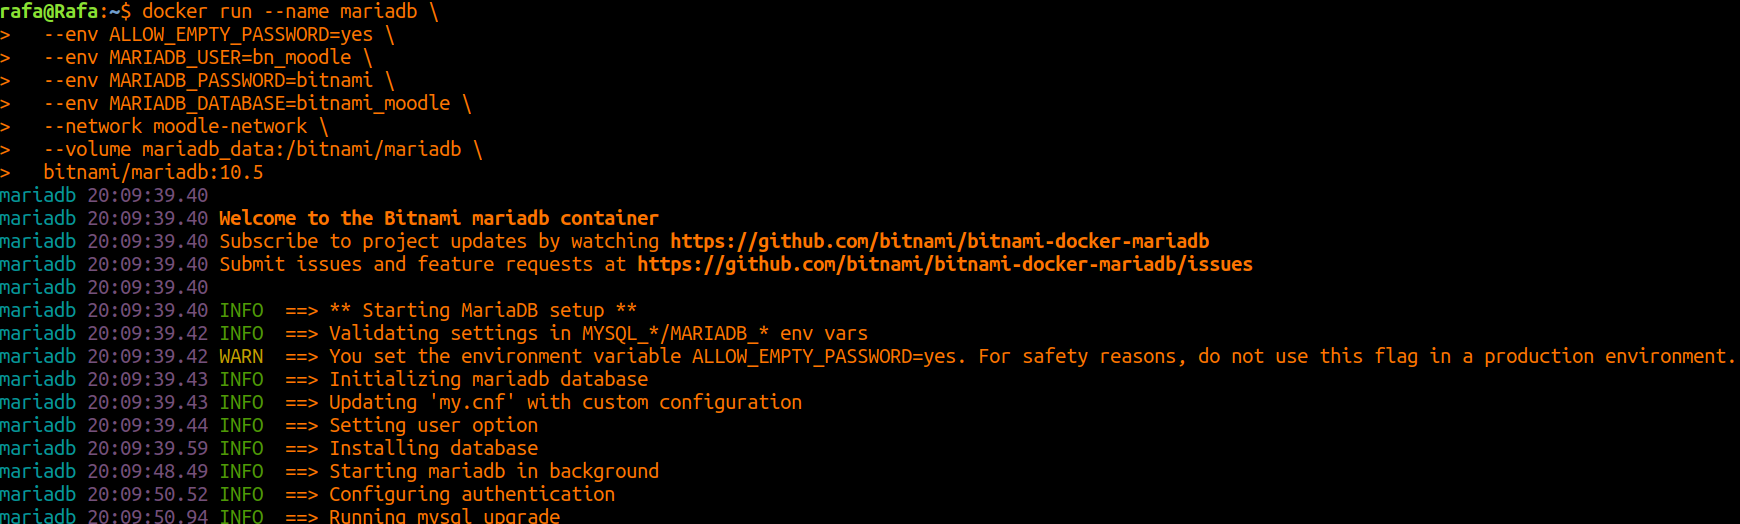 rafa@Rafa:~$ docker run --name mariadb \
>   --env ALLOW_EMPTY_PASSWORD=yes \
>   --env MARIADB_USER=bn_moodle \
>   --env MARIADB_PASSWORD=bitnami \
>   --env MARIADB_DATABASE=bitnami_moodle \
>   --network moodle-network \
>   --volume mariadb_data:/bitnami/mariadb \
>   bitnami/mariadb:10.5
mariadb 20:09:39.40
mariadb 20:09:39.40 Welcome to the Bitnami mariadb container
mariadb 20:09:39.40 Subscribe to project updates by watching https://github.com/bitnami/bitnami-docker-mariadb
mariadb 20:09:39.40 Submit issues and feature requests at https://github.com/bitnami/bitnami-docker-mariadb/issues
mariadb 20:09:39.40
mariadb 20:09:39.40 INFO  ==> ** Starting MariaDB setup **
mariadb 20:09:39.42 INFO  ==> Validating settings in MYSQL_*/MARIADB_* env vars
mariadb 20:09:39.42 WARN  ==> You set the environment variable ALLOW_EMPTY_PASSWORD=yes. For safety reasons, do not use this flag in a production environment.
mariadb 20:09:39.43 INFO  ==> Initializing mariadb database
mariadb 20:09:39.43 INFO  ==> Updating 'my.cnf' with custom configuration
mariadb 20:09:39.44 INFO  ==> Setting user option
mariadb 20:09:39.59 INFO  ==> Installing database
mariadb 20:09:48.49 INFO  ==> Starting mariadb in background
mariadb 20:09:50.52 INFO  ==> Configuring authentication
mariadb 20:09:50.94 INFO  ==> Running mysql_upgrade